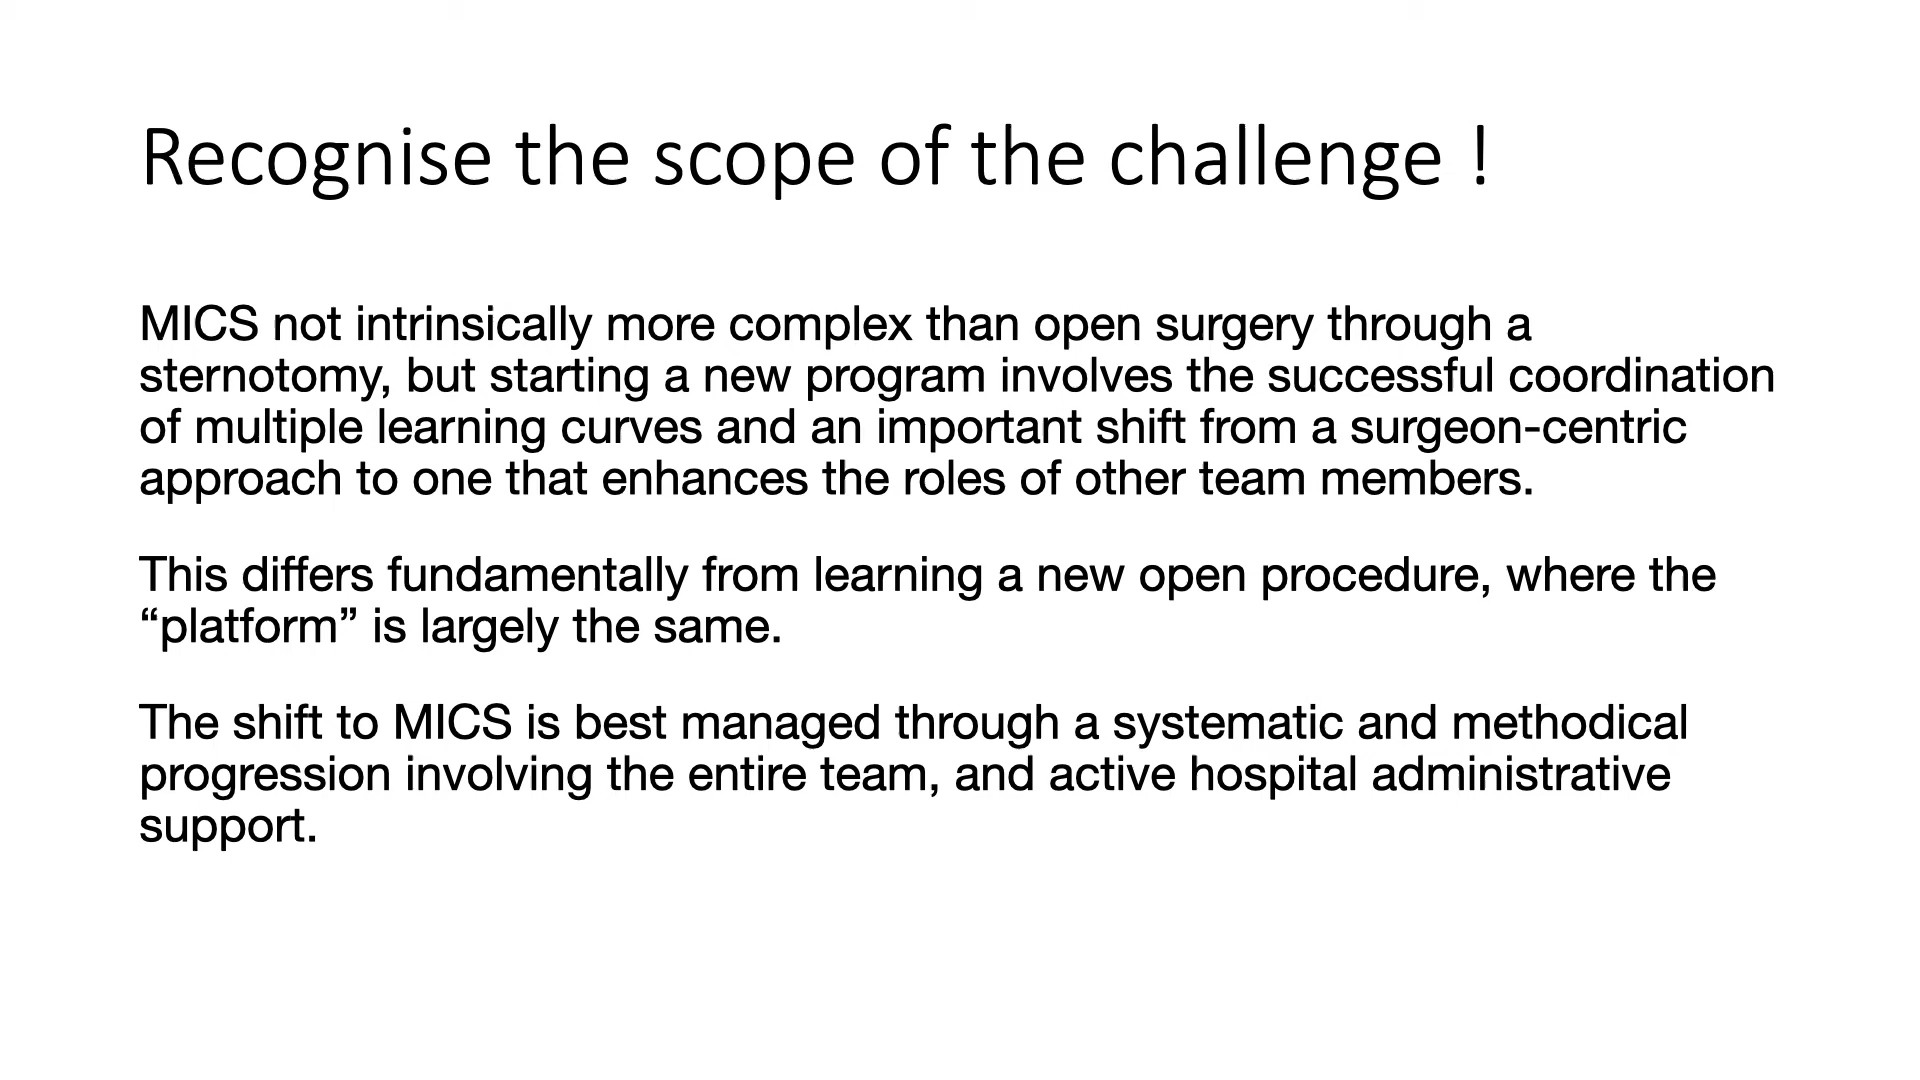 Recognise the scope of the challenge !
MICS not intrinsically more complex than open surgery through a
sternotomy, but starting a new program involves the successful coordination
of multiple learning curves and an important shift from a surgeon-centric
approach to one that enhances the roles of other team members.
This differs fundamentally from learning a new open procedure, where the
“platform” is largely the same.
The shift to MICS is best managed through a systematic and methodical
progression involving the entire team, and active hospital administrative
support.